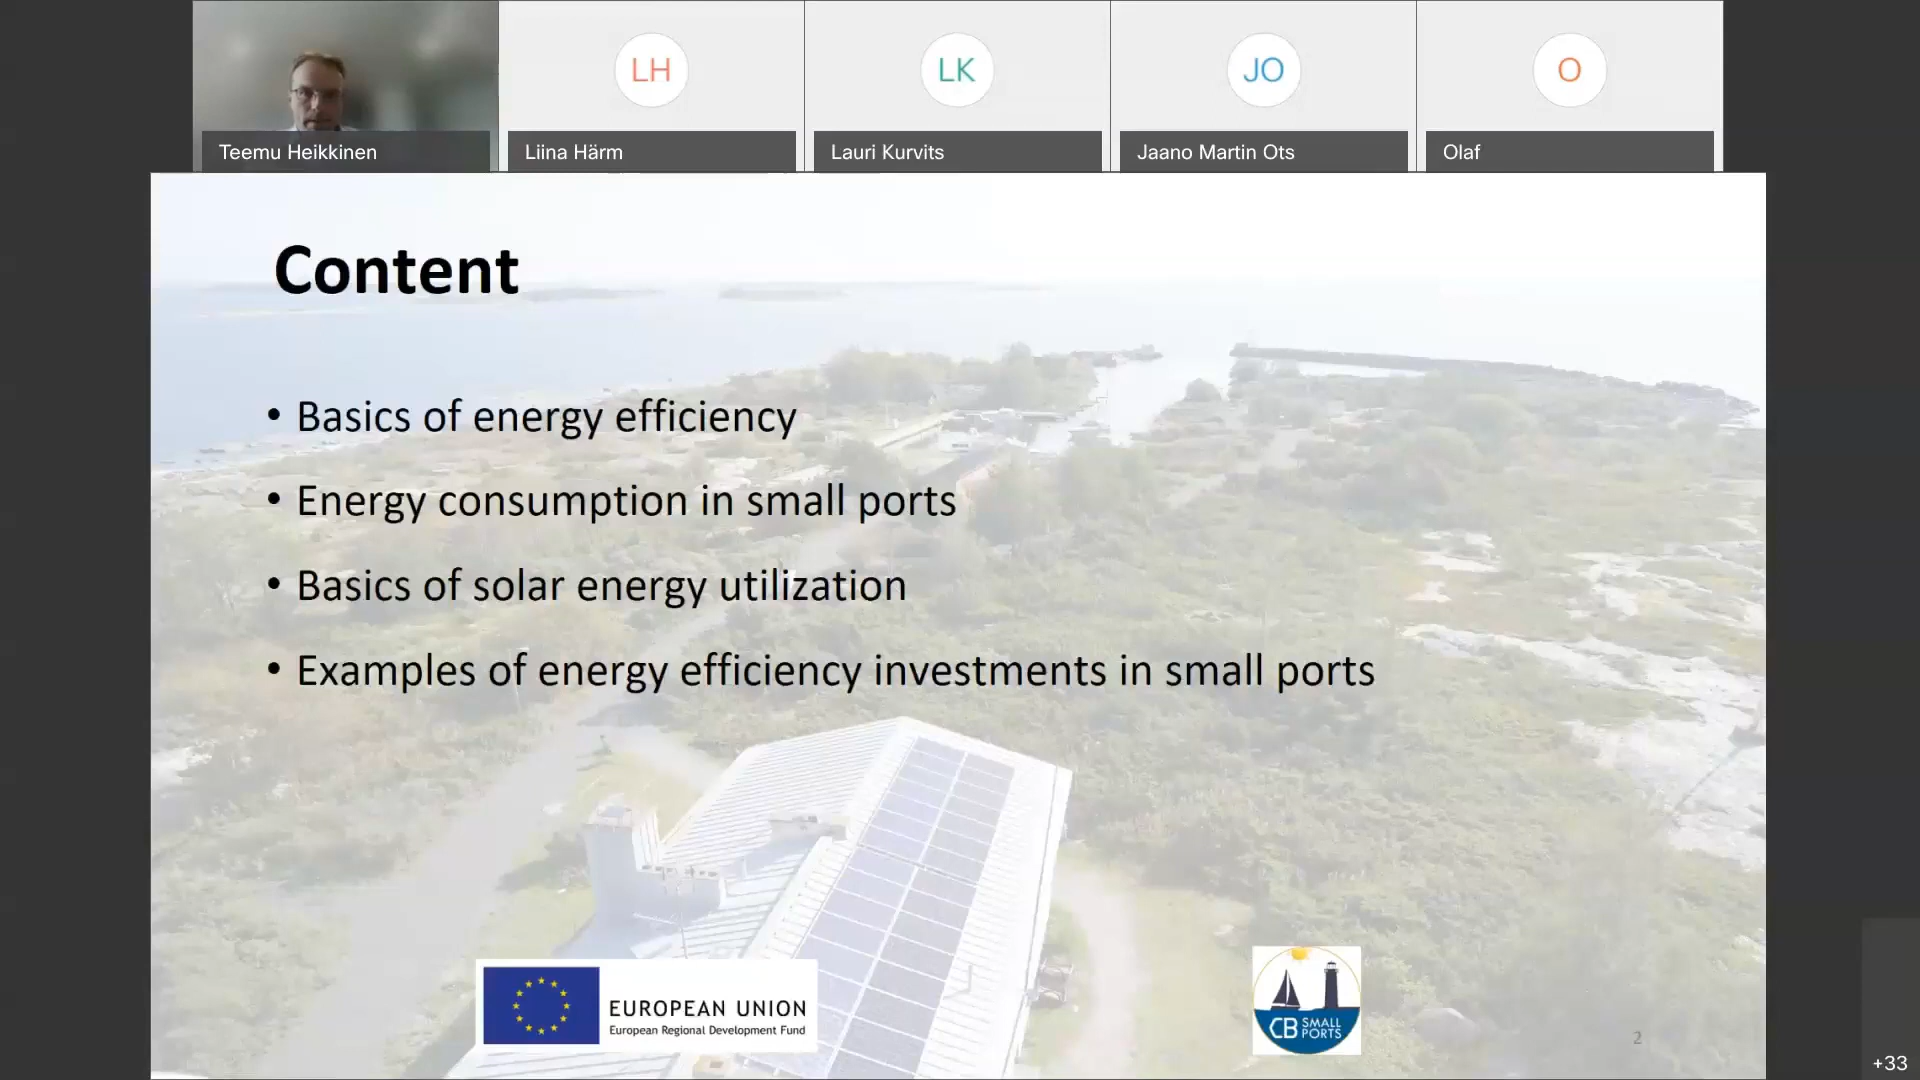 LH
LK
JO
O
Teemu Heikkinen
Liina Härm
Lauri Kurvits
Jaano Martin Ots
Olaf
Content
• Basics of energy efficiency
• Energy consumption in small ports
• Basics of solar energy utilization
• Examples of energy efficiency investments in small ports
EUROPEAN UNION
European Regional Development Fund
CB SMALL
PORTS
2
+33